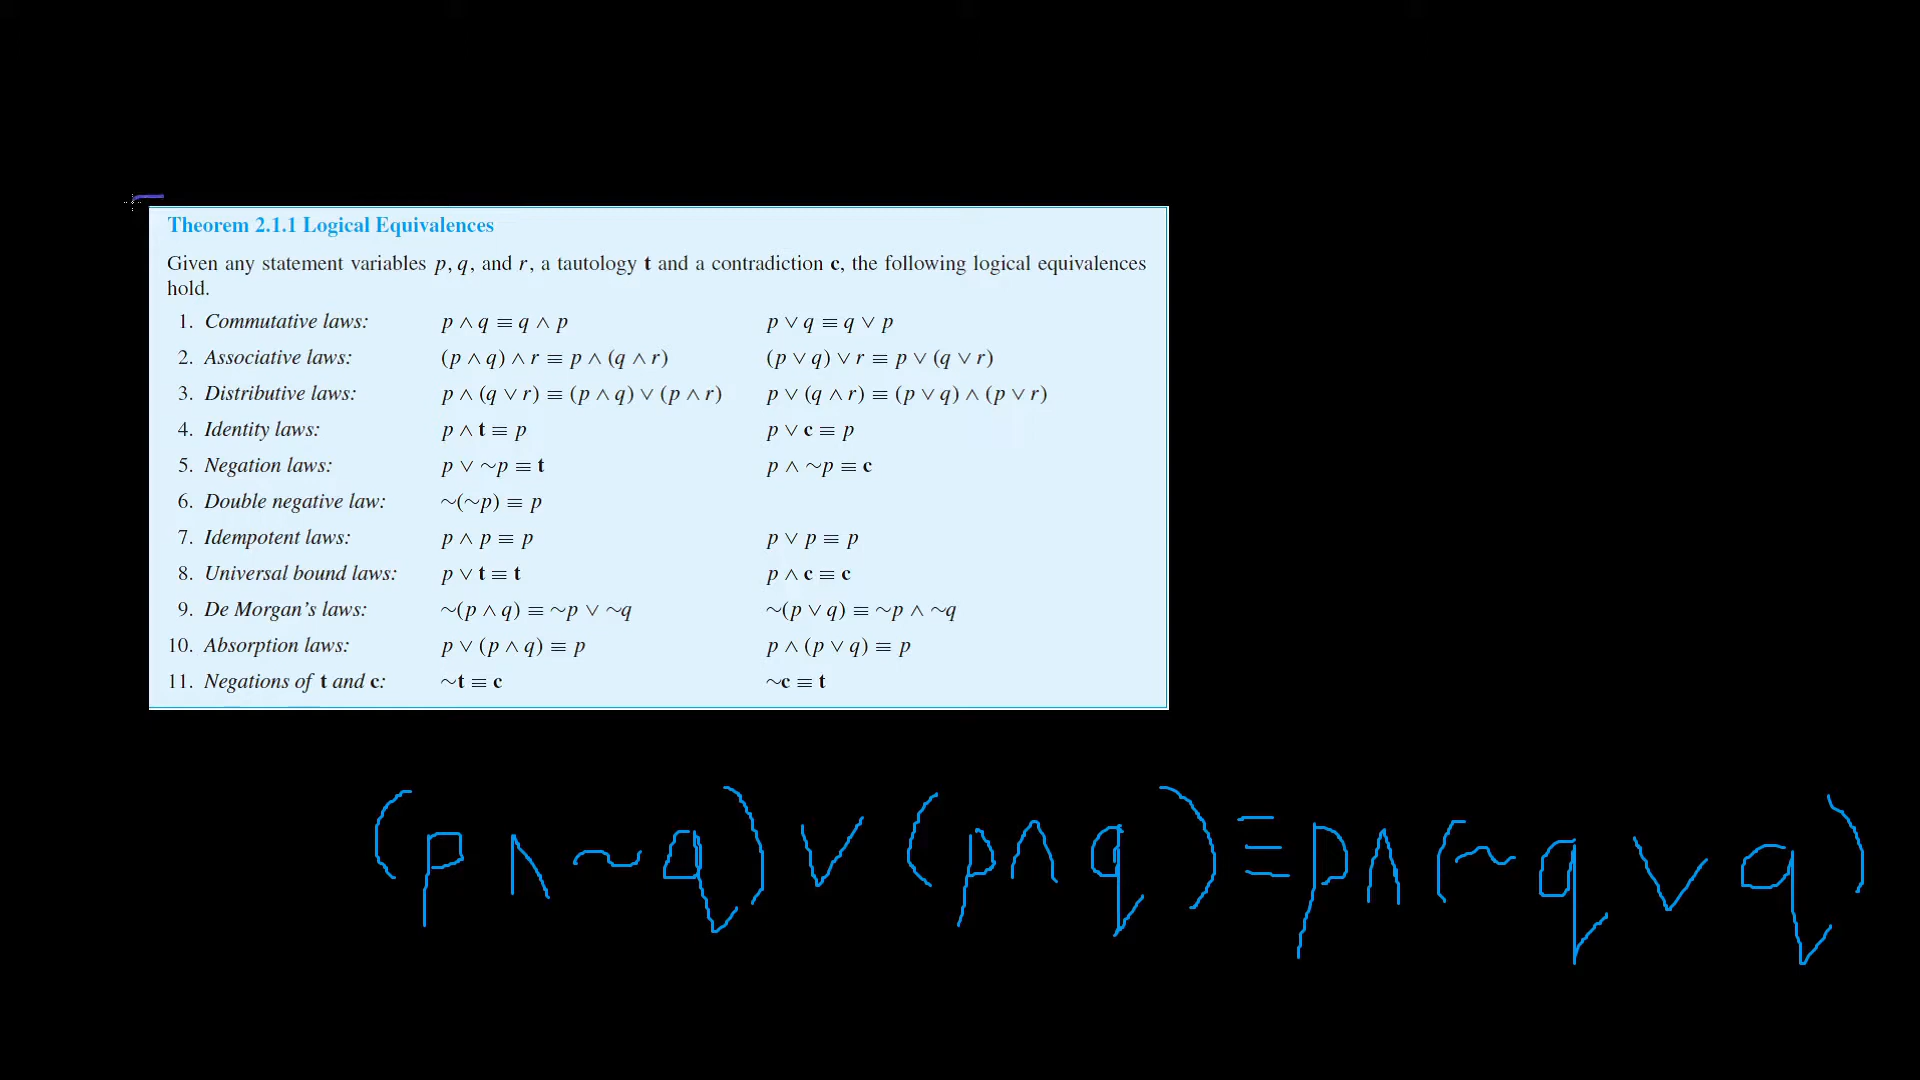 Theorem 2.1.1 Logical Equivalences
Given any statement variables p, q, and r, a tautology t and a contradiction c, the following logical equivalences
hold.
1. Commutative laws: p ∧ q ≡ q ∧ p p ∨ q ≡ q ∨ p
2. Associative laws: (p ∧ q) ∧ r ≡ p ∧ (q ∧ r) (p ∨ q) ∨ r ≡ p ∨ (q ∨ r)
3. Distributive laws: p ∧ (q ∨ r) ≡ (p ∧ q) ∨ (p ∧ r) p ∨ (q ∧ r) ≡ (p ∨ q) ∧ (p ∨ r)
4. Identity laws: p ∧ t ≡ p p ∨ c ≡ p
5. Negation laws: p ∨ ~p ≡ t p ∧ ~p ≡ c
6. Double negative law: ~(~p) ≡ p
7. Idempotent laws: p ∧ p ≡ p p ∨ p ≡ p
8. Universal bound laws: p ∨ t ≡ t p ∧ c ≡ c
9. De Morgan's laws: ~(p ∧ q) ≡ ~p ∨ ~q ~(p ∨ q) ≡ ~p ∧ ~q
10. Absorption laws: p ∨ (p ∧ q) ≡ p p ∧ (p ∨ q) ≡ p
11. Negations of t and c: ~t ≡ c ~c ≡ t
(p ∧ ~q) ∨ (p ∧ q) ≡ p ∧ (~q ∨ q)